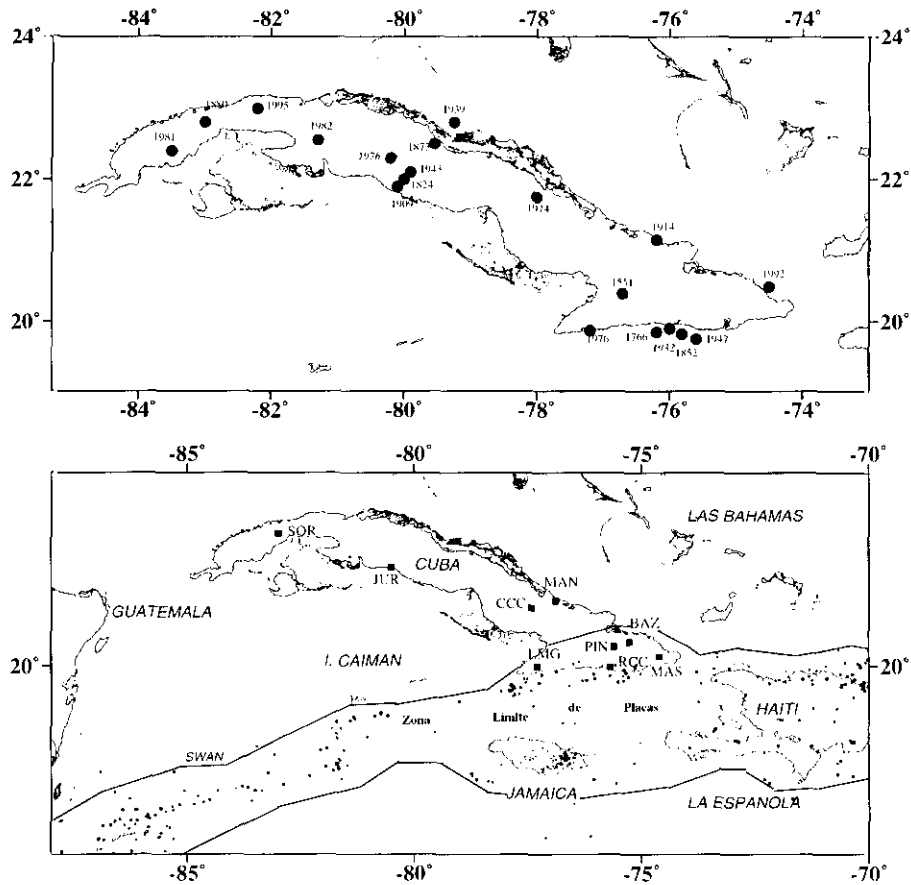 -84° -82° -80° -78° -76° -74°
24° 24°
1995
1939
1982
1981
1976
1943
22° 22°
1824
1909
1924
1914
1992
20° 20°
1976 1766 1947
1932
1852
-84° -82° -80° -78° -76° -74°
-85° -80° -75° -70°
LAS BAHAMAS
SOR
CUBA
JUR
MAN
GUATEMALA
CCC
BAZ
PIN
I. CAIMAN
LMG
RCC
20° 20°
MAS
HAITI
Zona Límite de Placas
SWAN
JAMAICA
LA ESPANOLA
-85° -80° -75° -70°